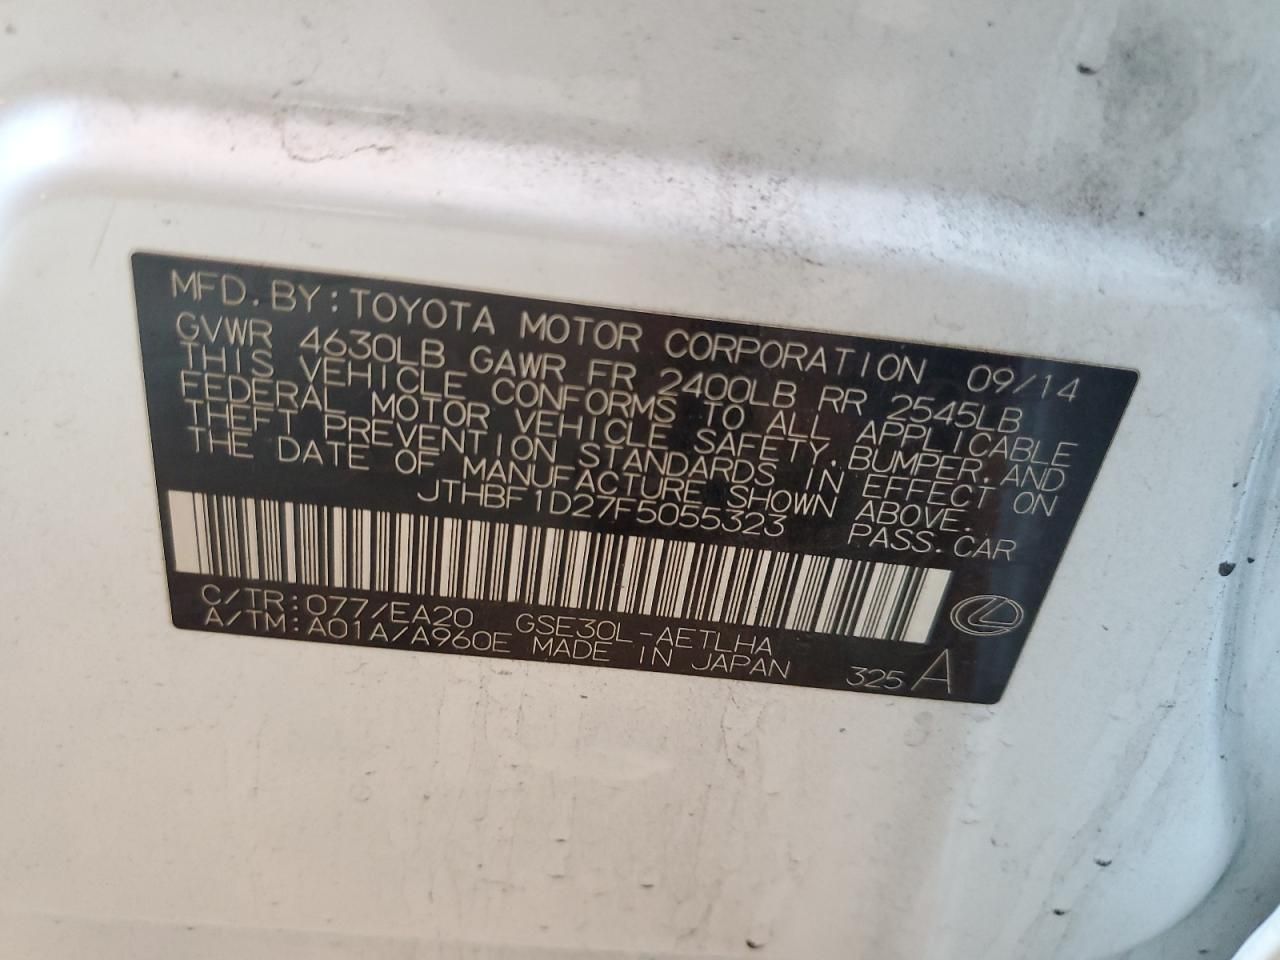 MFD. BY: TOYOTA MOTOR CORPORATION 09/14
GVWR 4630LB GAWR FR 2400LB RR 2545LB
THIS VEHICLE CONFORMS TO ALL APPLICABLE
FEDERAL MOTOR VEHICLE SAFETY, BUMPER, AND
THEFT PREVENTION STANDARDS IN EFFECT ON
THE DATE OF MANUFACTURE SHOWN ABOVE.
JTHBF1D27F5055323 PASS. CAR
C/TR: 077/EA20 GSE30L-AETLHA
A/TM: A01A/A960E MADE IN JAPAN 325 A